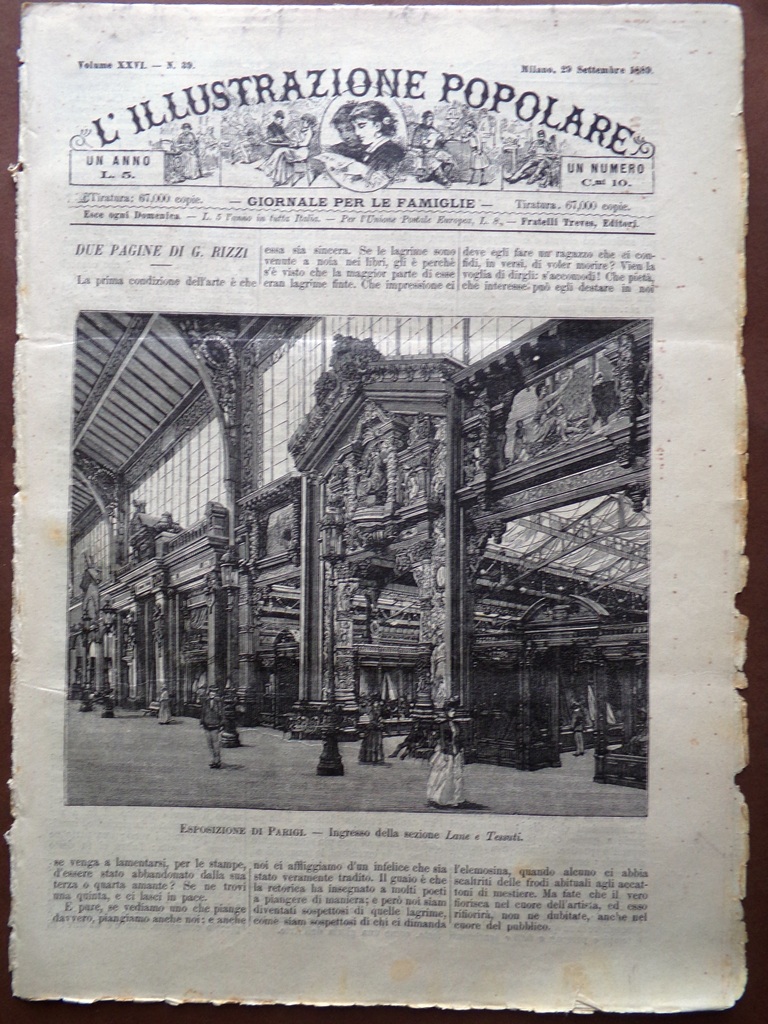 Volume XXVI. — N. 39.
Milano, 29 Settembre 1889.
L'ILLUSTRAZIONE POPOLARE
UN ANNO
L. 5.
UN NUMERO
C.mi 10.
Tiratura: 67,000 copie.
— GIORNALE PER LE FAMIGLIE —
Tiratura. 67,000 copie.
Esce ogni Domenica. — L. 5 l'anno in tutta Italia. — Per l'Unione Postale Europea, L. 8, — Fratelli Treves, Editori.
DUE PAGINE DI G. RIZZI
La prima condizione dell'arte è che
essa sia sincera. Se le lagrime sono
venute a noia nei libri, gli è perchè
s'è visto che la maggior parte di esse
eran lagrime finte. Che impressione ci
deve egli fare un ragazzo che ci con-
fidi, in versi, di voler morire? Vien la
voglia di dirgli: s'accomodi! Che pietà,
che interesse può egli destare in noi
ESPOSIZIONE DI PARIGI. — Ingresso della sezione Lane e Tessuti.
se venga a lamentarsi, per le stampe,
d'essere stato abbandonato dalla sua
terza o quarta amante? Se ne trovi
una quinta, e ci lasci in pace.
E pure, se vediamo uno che piange
davvero, piangiamo anche noi; e anche
noi ci affliggiamo d'un infelice che sia
stato veramente tradito. Il guaio è che
la retorica ha insegnato a molti poeti
a piangere di maniera; e però noi siam
diventati sospettosi di quelle lagrime,
come siam sospettosi di chi ci dimanda
l'elemosina, quando alcuno ci abbia
scaltriti delle frodi abituali agli accat-
toni di mestiere. Ma fate che il vero
fiorisca nel cuore dell'artista, ed esso
rifiorirà, non ne dubitate, anche nel
cuore del pubblico.